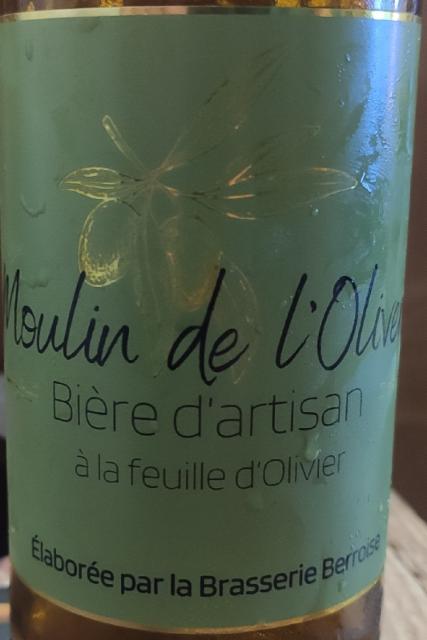 Moulin de l'Olive
Bière d'artisan
à la feuille d'Olivier
Élaborée par la Brasserie Berroise